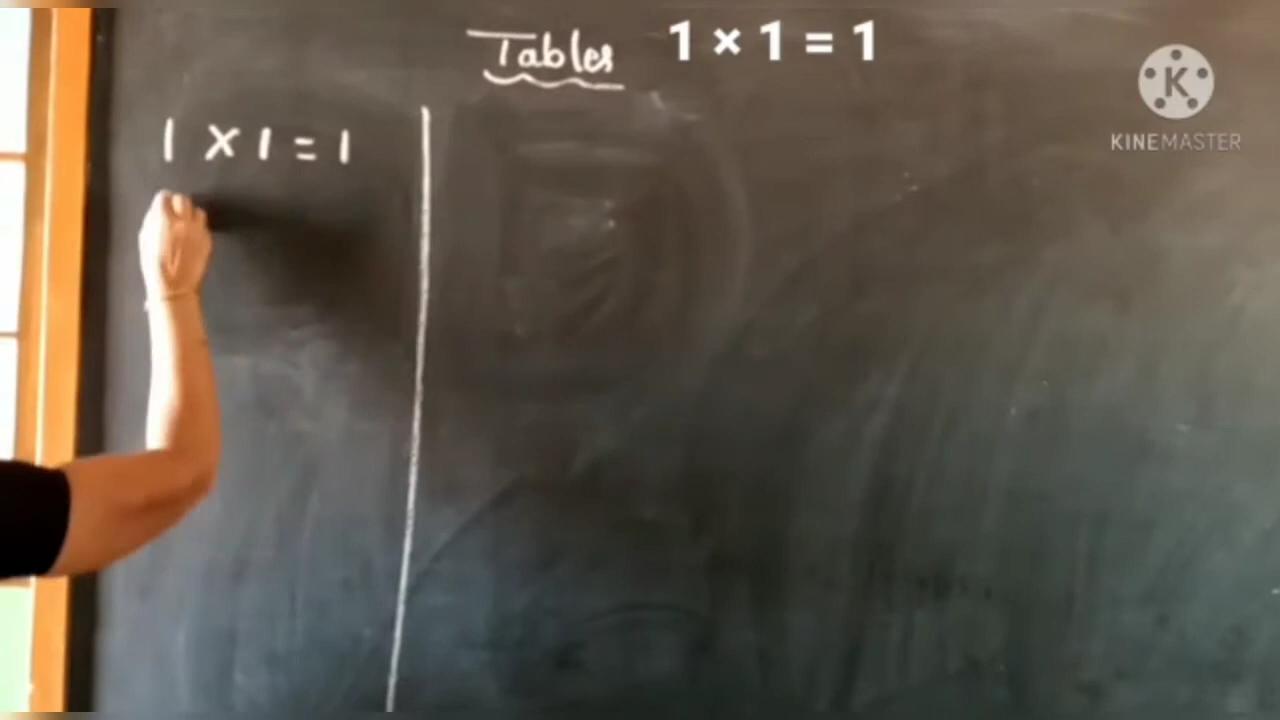 Tables
1 × 1 = 1
1 × 1 = 1
KINEMASTER